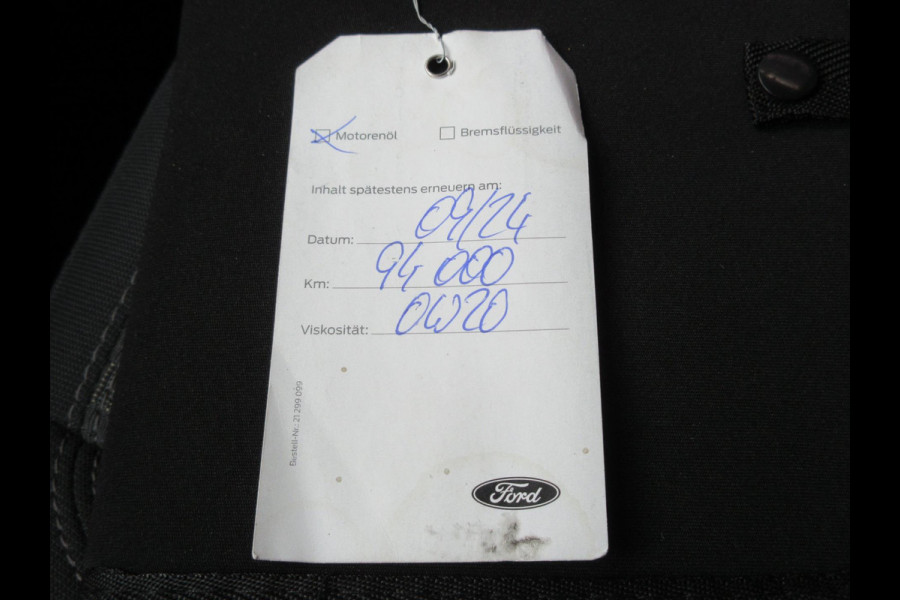 Motorenöl Bremsflüssigkeit
Inhalt spätestens erneuern am:
Datum: 09/24
Km: 94 000
Viskosität: 0W20
Bestell-Nr.: 21 299 099
Ford